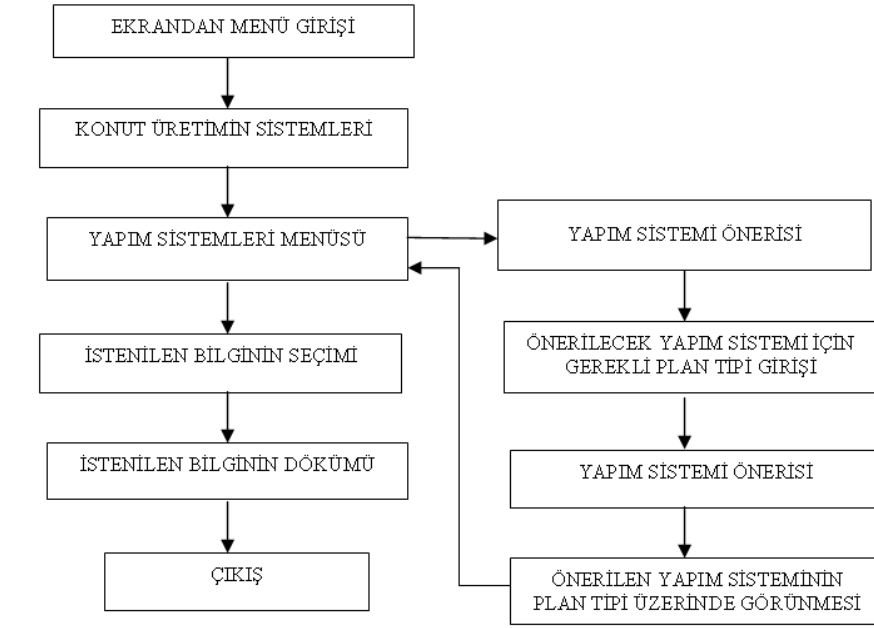 EKRANDAN MENÜ GİRİŞİ
KONUT ÜRETİMİN SİSTEMLERİ
YAPIM SİSTEMLERİ MENÜSÜ
İSTENİLEN BİLGİNİN SEÇİMİ
İSTENİLEN BİLGİNİN DÖKÜMÜ
ÇIKIŞ
YAPIM SİSTEMİ ÖNERİSİ
ÖNERİLECEK YAPIM SİSTEMİ İÇİN
GEREKLİ PLAN TİPİ GİRİŞİ
YAPIM SİSTEMİ ÖNERİSİ
ÖNERİLEN YAPIM SİSTEMİNİN
PLAN TİPİ ÜZERİNDE GÖRÜNMESİ